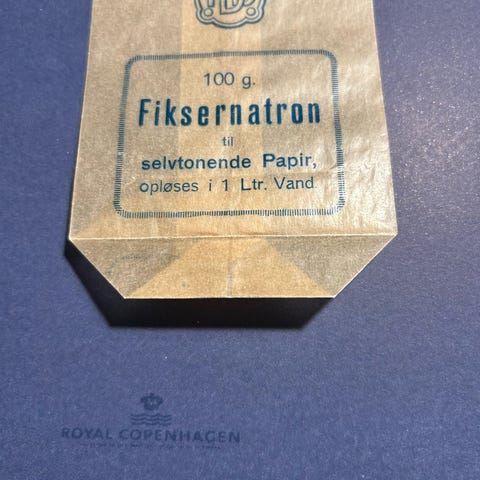 100 g.
Fiksernatron
til
selvtonende Papir,
opløses i 1 Ltr. Vand.
ROYAL COPENHAGEN